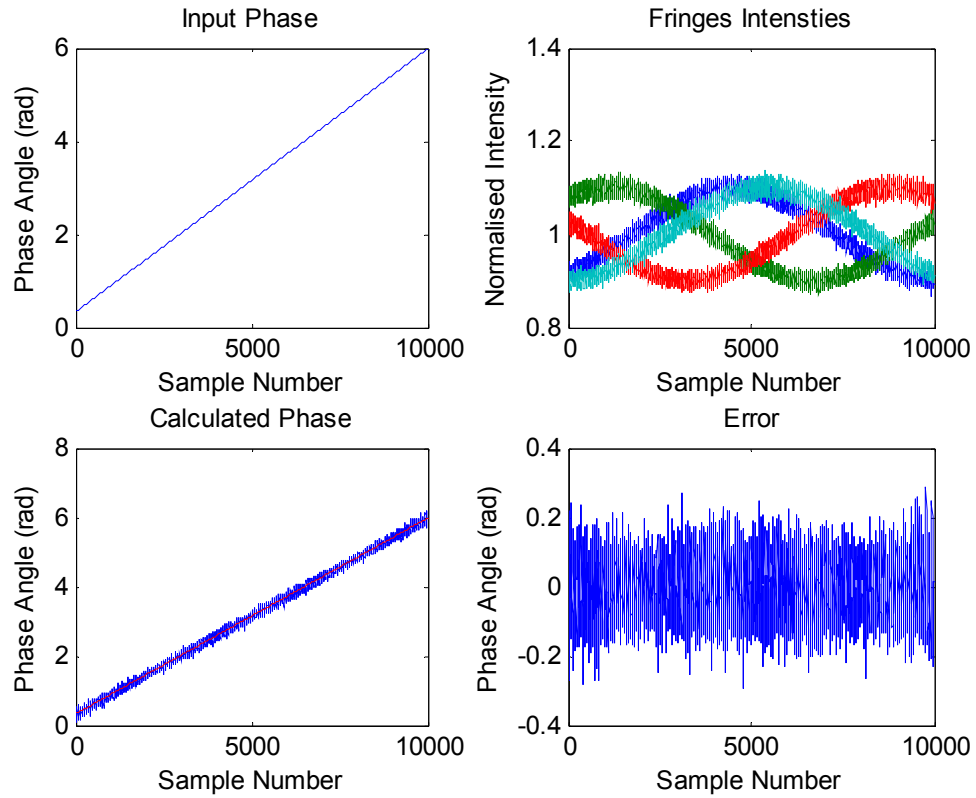 Input Phase
6
4
2
0
0
5000
10000
Phase Angle (rad)
Sample Number
Fringes Intensties
1.4
1.2
1
0.8
0
5000
10000
Normalised Intensity
Sample Number
Calculated Phase
8
6
4
2
0
0
5000
10000
Phase Angle (rad)
Sample Number
Error
0.4
0.2
0
-0.2
-0.4
0
5000
10000
Phase Angle (rad)
Sample Number